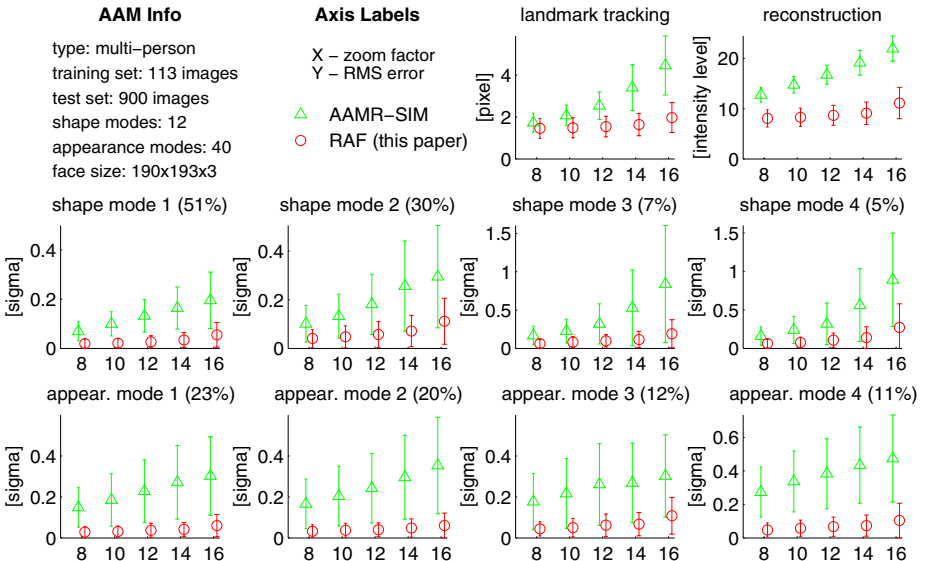 AAM Info
type: multi−person
training set: 113 images
test set: 900 images
shape modes: 12
appearance modes: 40
face size: 190x193x3
Axis Labels
X − zoom factor
Y − RMS error
AAMR−SIM
RAF (this paper)
landmark tracking
[pixel]
4
2
0
8 10 12 14 16
reconstruction
[intensity level]
20
10
0
8 10 12 14 16
shape mode 1 (51%)
[sigma]
0.4
0.2
0
8 10 12 14 16
shape mode 2 (30%)
[sigma]
0.4
0.2
0
8 10 12 14 16
shape mode 3 (7%)
[sigma]
1.5
1
0.5
0
8 10 12 14 16
shape mode 4 (5%)
[sigma]
1.5
1
0.5
0
8 10 12 14 16
appear. mode 1 (23%)
[sigma]
0.4
0.2
0
8 10 12 14 16
appear. mode 2 (20%)
[sigma]
0.4
0.2
0
8 10 12 14 16
appear. mode 3 (12%)
[sigma]
0.4
0.2
0
8 10 12 14 16
appear. mode 4 (11%)
[sigma]
0.6
0.4
0.2
0
8 10 12 14 16